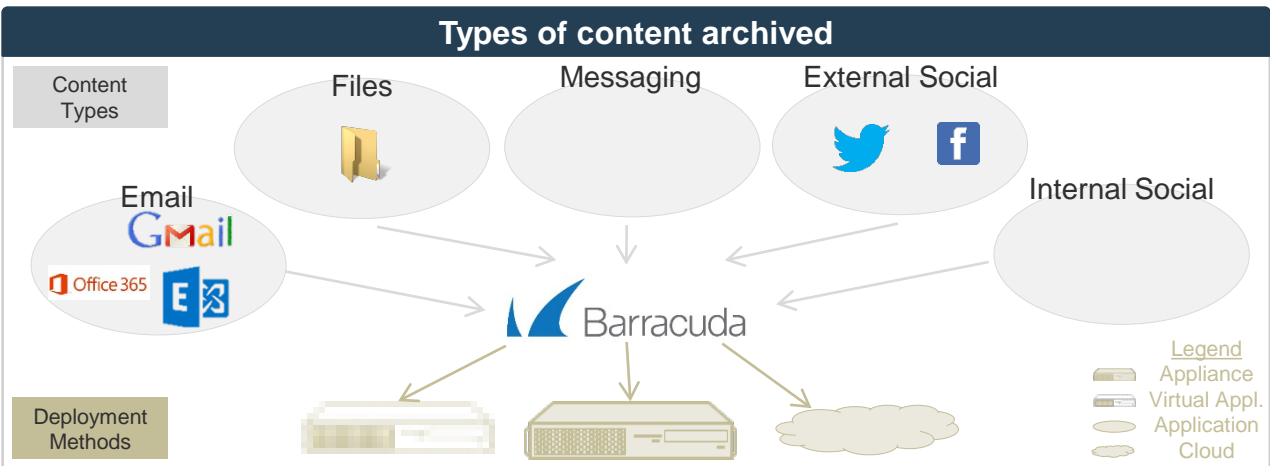 Types of content archived
Content
Types
Files
Messaging
External Social
Email
Internal Social
Gmail
Office 365
E
f
Barracuda
Legend
Appliance
Virtual Appl.
Application
Cloud
Deployment
Methods